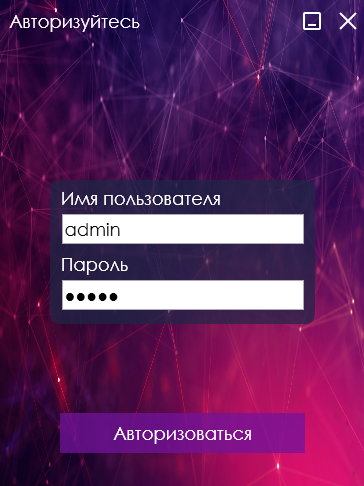 Авторизуйтесь
Имя пользователя
admin
Пароль
●●●●●
Авторизоваться